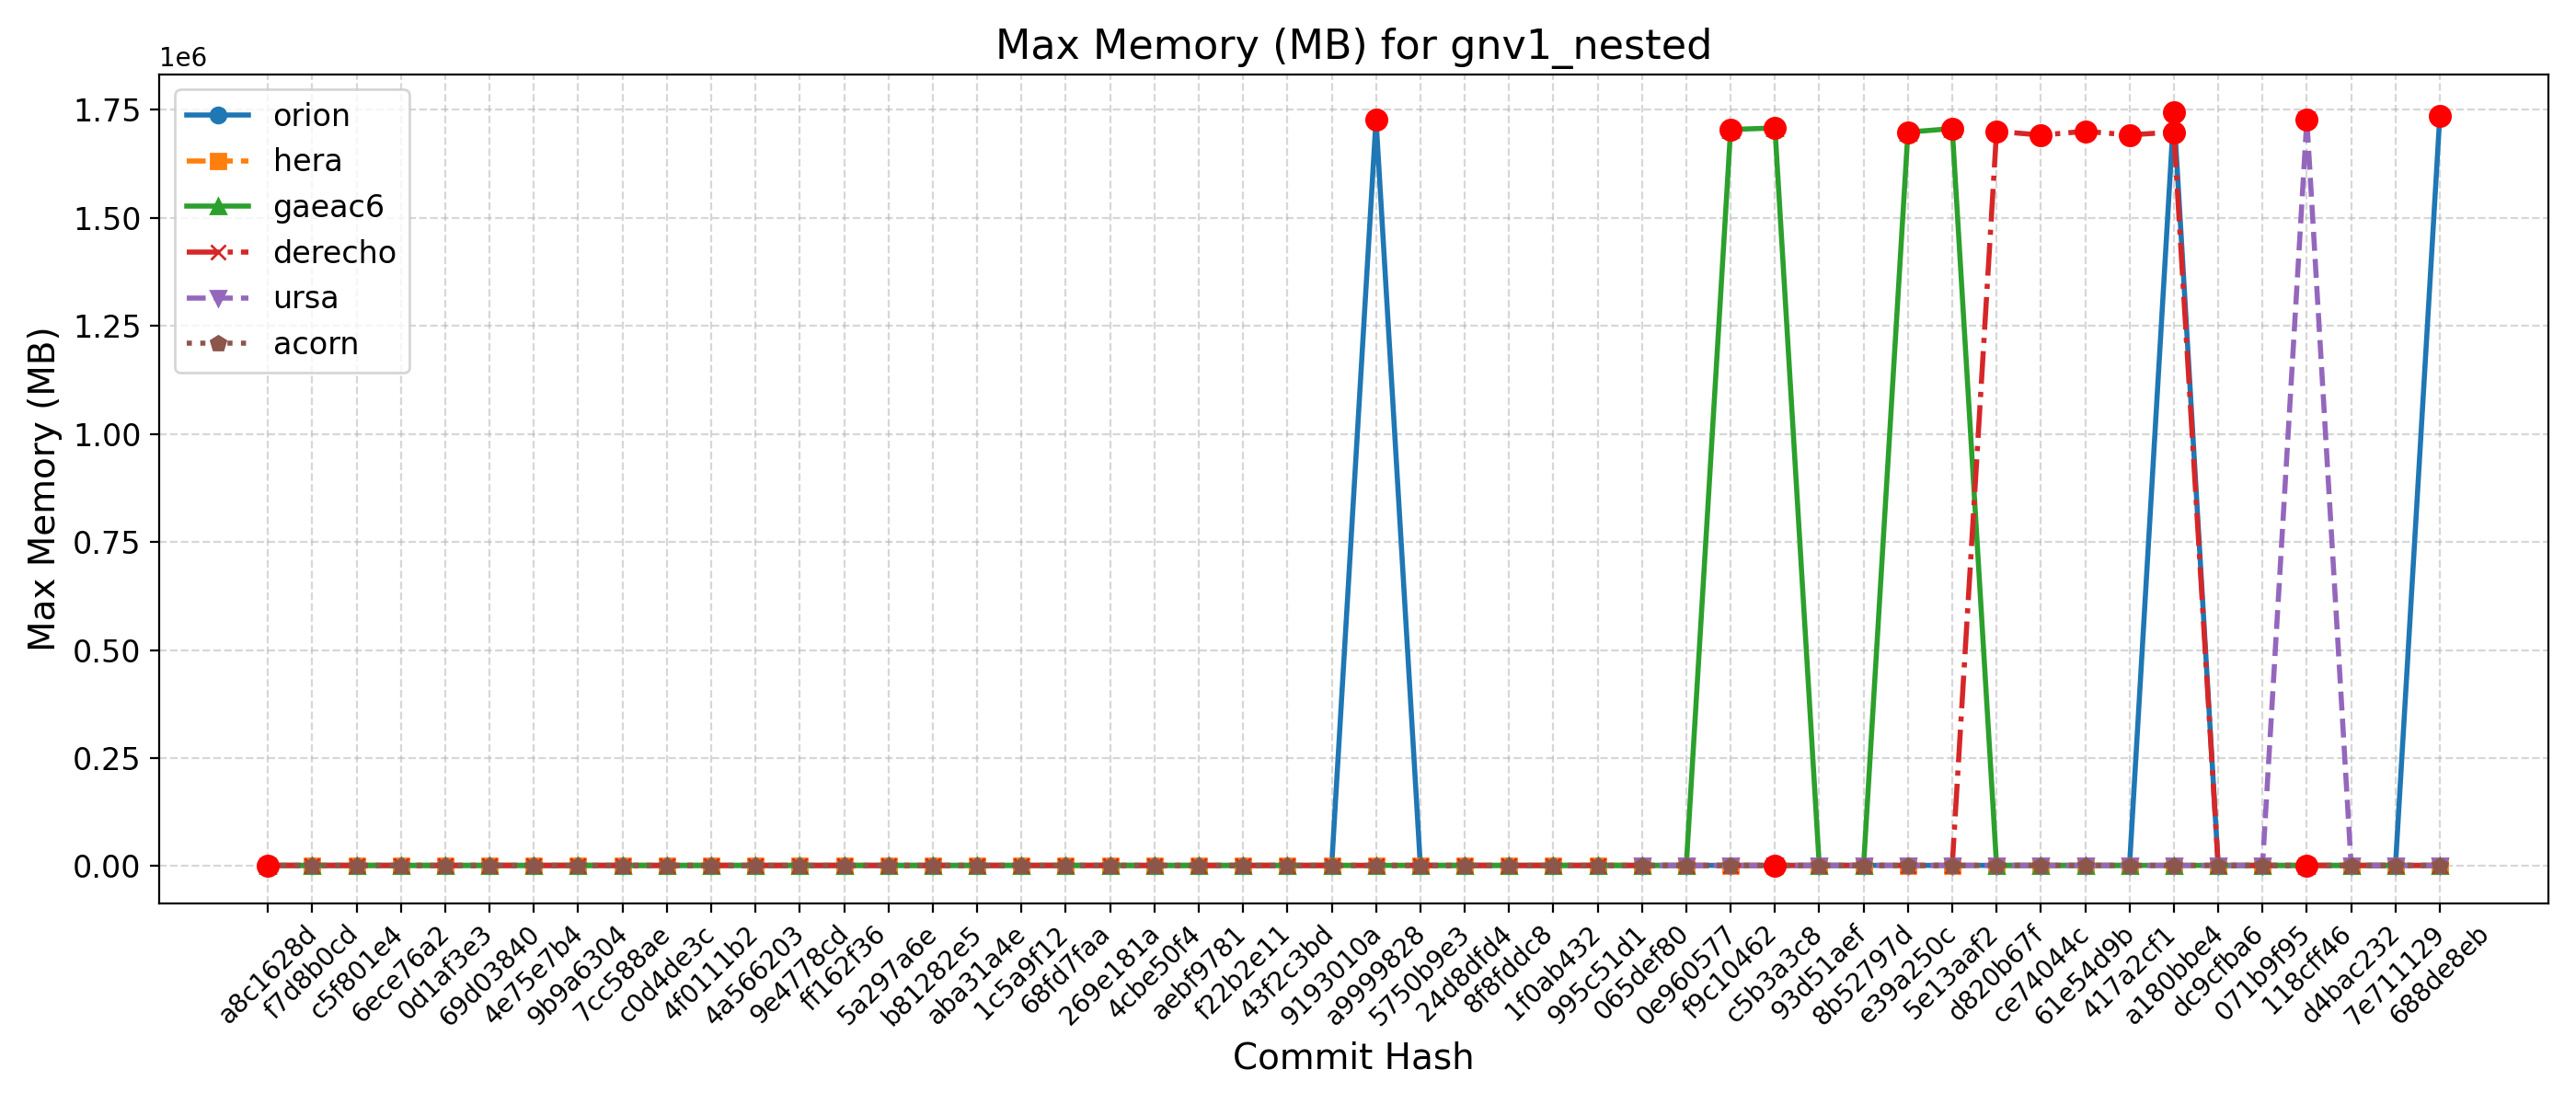 Max Memory (MB) for gnv1_nested
1e6
1.75
1.50
1.25
1.00
0.75
0.50
0.25
0.00
Max Memory (MB)
orion
hera
gaeac6
derecho
ursa
acorn
a8c1628d
f7d8b0cd
c5f801e4
6ece76a2
0d1af3e3
69d03840
4e75e7b4
9b9a6304
7cc588ae
c0d4de3c
4f0111b2
4a566203
9e4778cd
ff162f36
5a297a6e
b81282e5
aba31a4e
1c5a9f12
68fd7faa
269e181a
4cbe50f4
aebf9781
f22b2e11
43f2c3bd
9193010a
a9999828
5750b9e3
24d8dfd4
8f8fddc8
1f0ab432
995c51d1
065def80
0e960577
f9c10462
c5b3a3c8
93d51aef
8b52797d
e39a250c
5e13aaf2
d820b67f
ce74044c
61e54d9b
417a2cf1
a180bbe4
dc9cfba6
071b9f95
118cff46
d4bac232
7e711129
688de8eb
Commit Hash